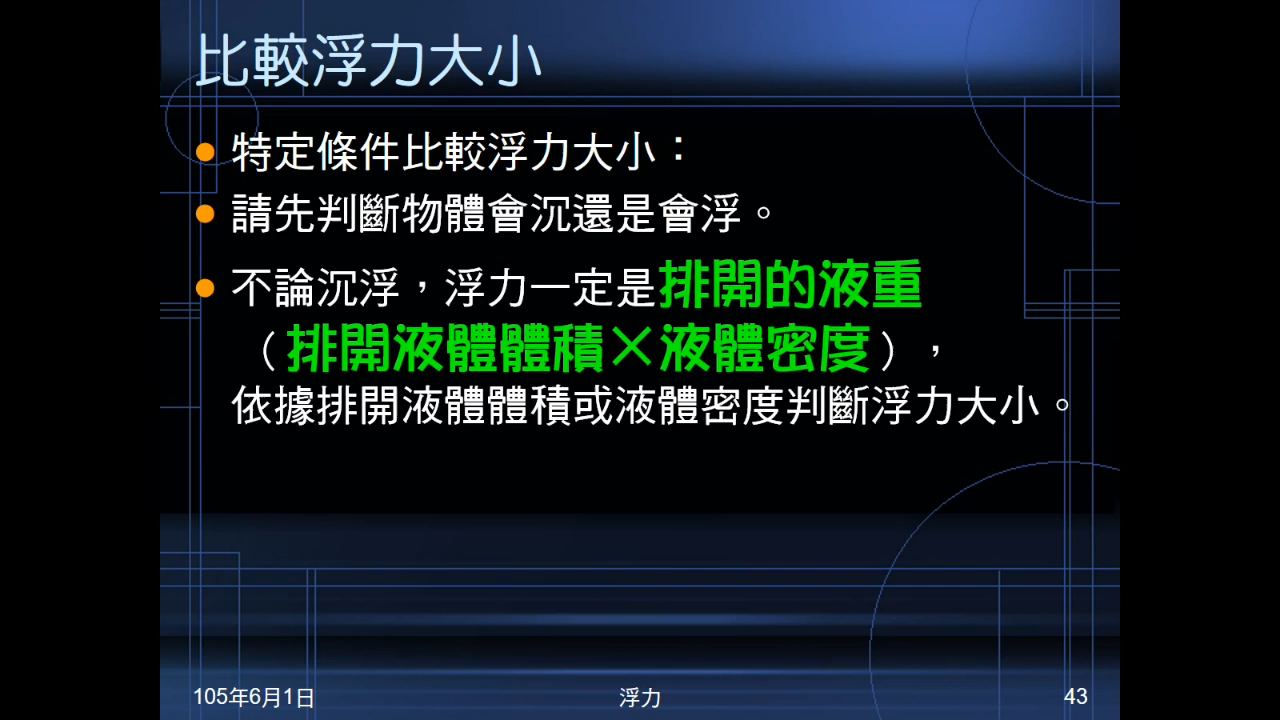 比較浮力大小
特定條件比較浮力大小：
請先判斷物體會沉還是會浮。
不論沉浮，浮力一定是排開的液重
（排開液體體積×液體密度），
依據排開液體體積或液體密度判斷浮力大小。
105年6月1日
浮力
43